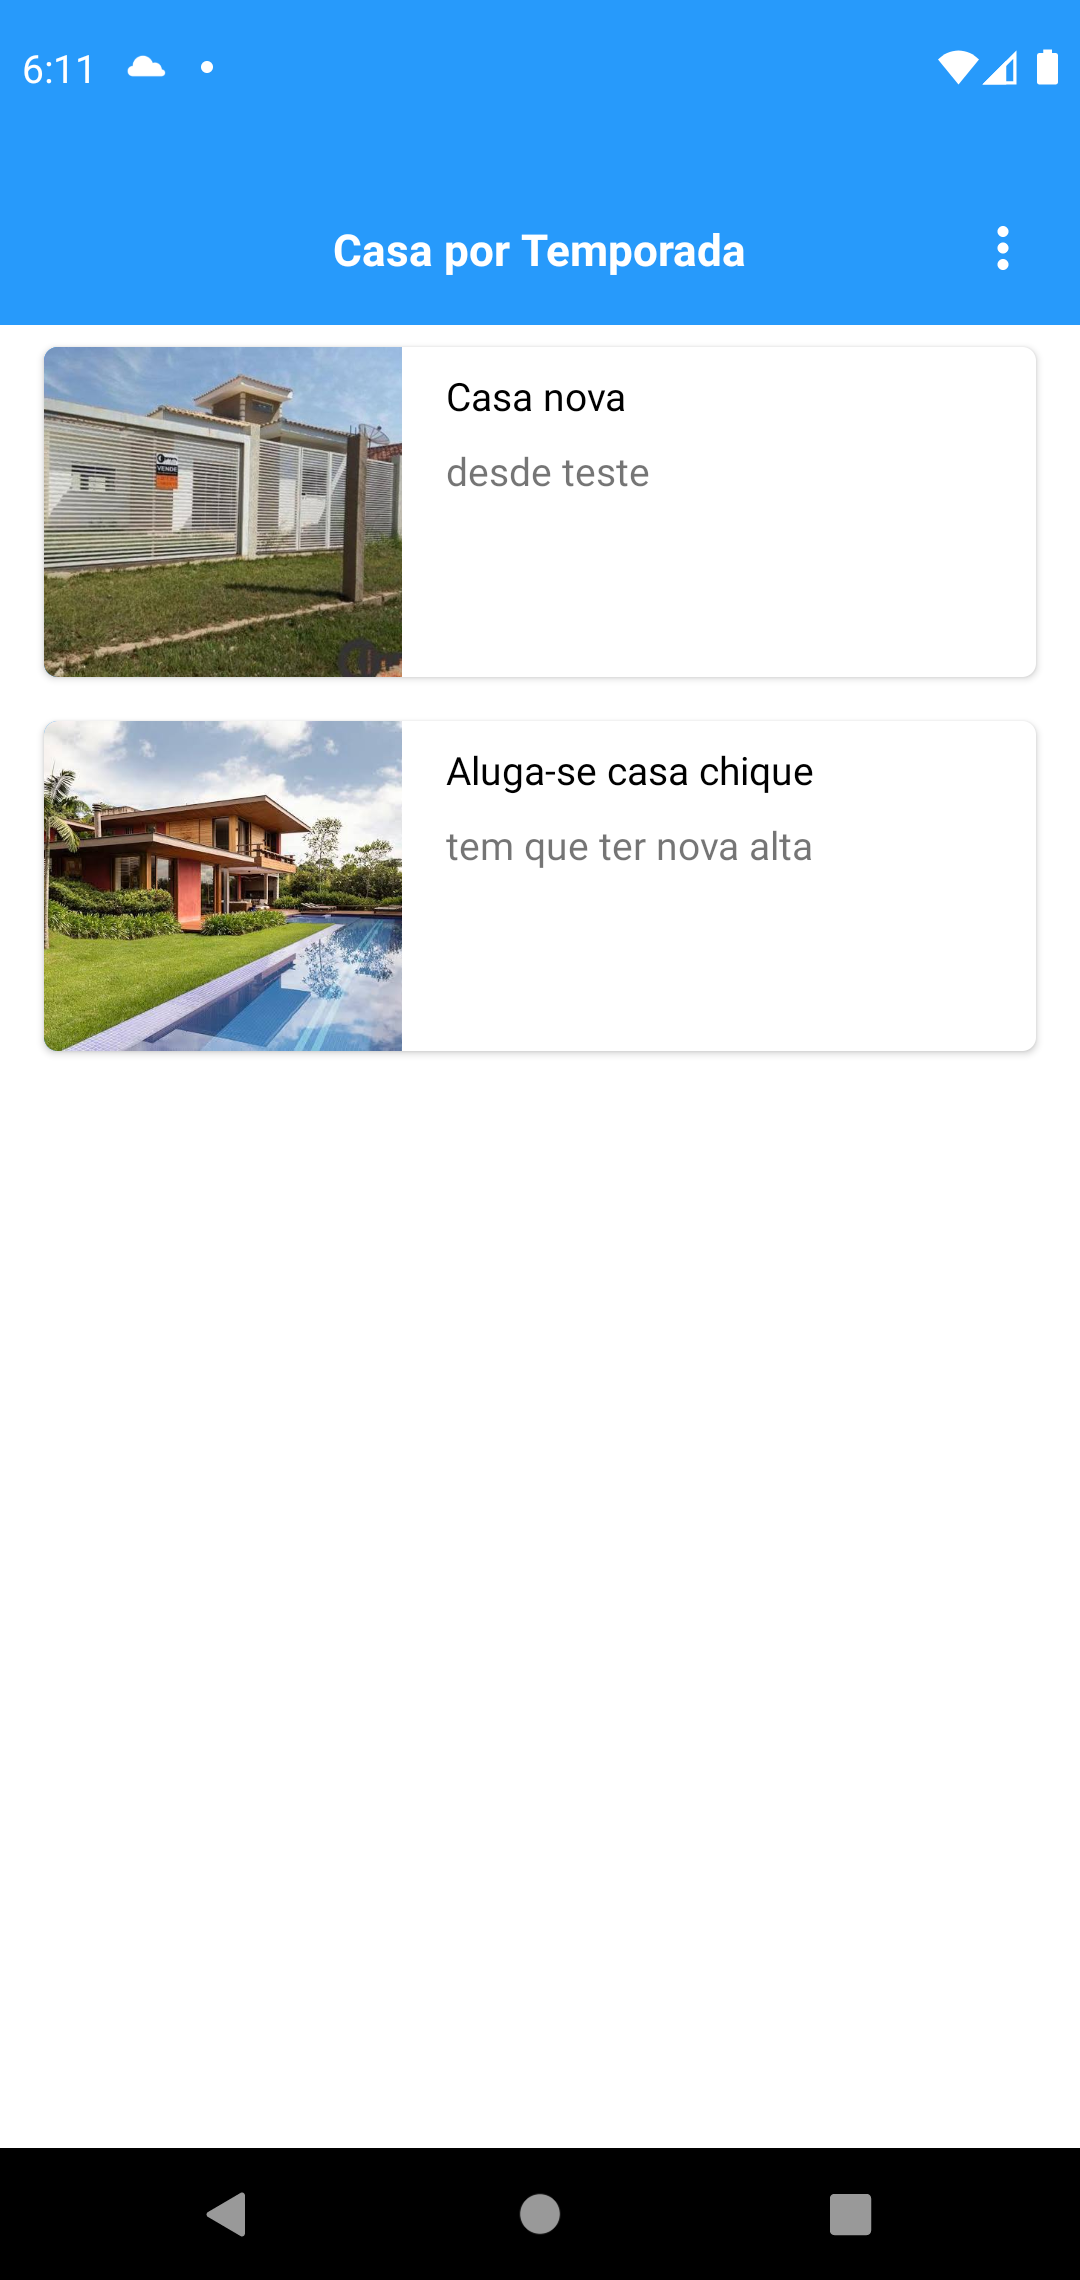 6:11
Casa por Temporada
Casa nova
desde teste
VENDE
Aluga-se casa chique
tem que ter nova alta